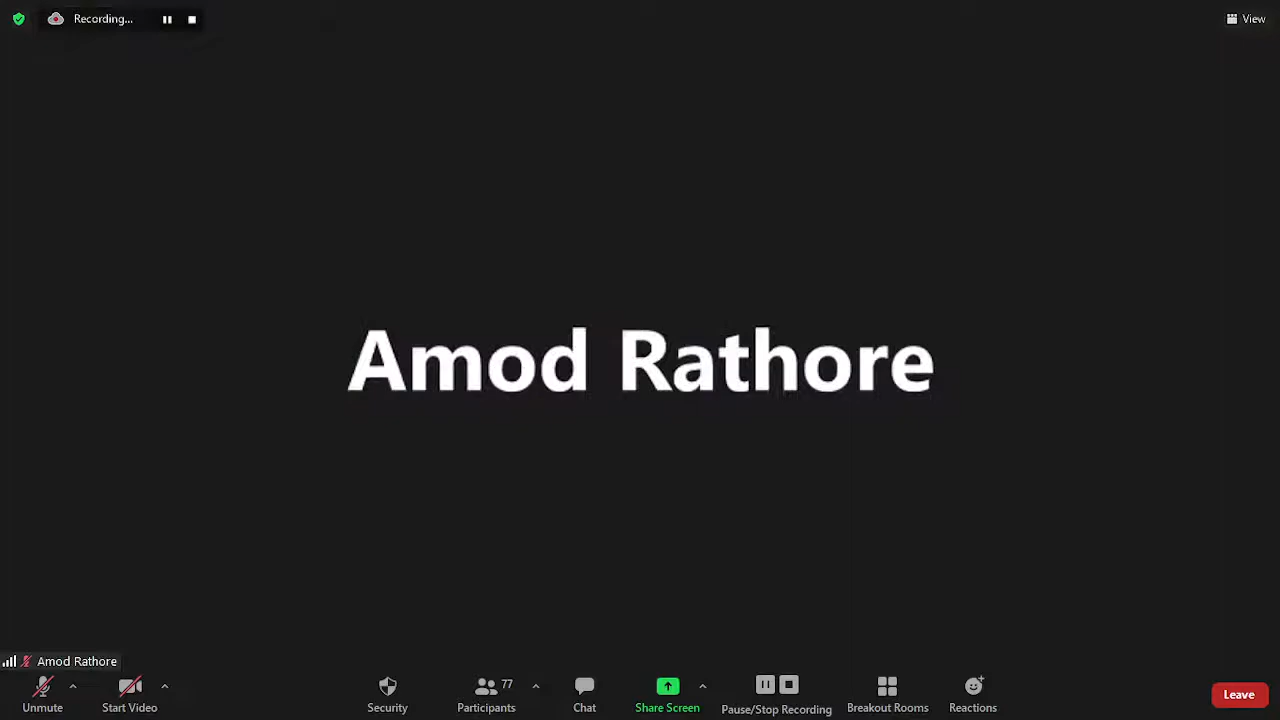 Recording...
View
Amod Rathore
Amod Rathore
Unmute
Start Video
Security
Participants
77
Chat
Share Screen
Pause/Stop Recording
Breakout Rooms
Reactions
Leave